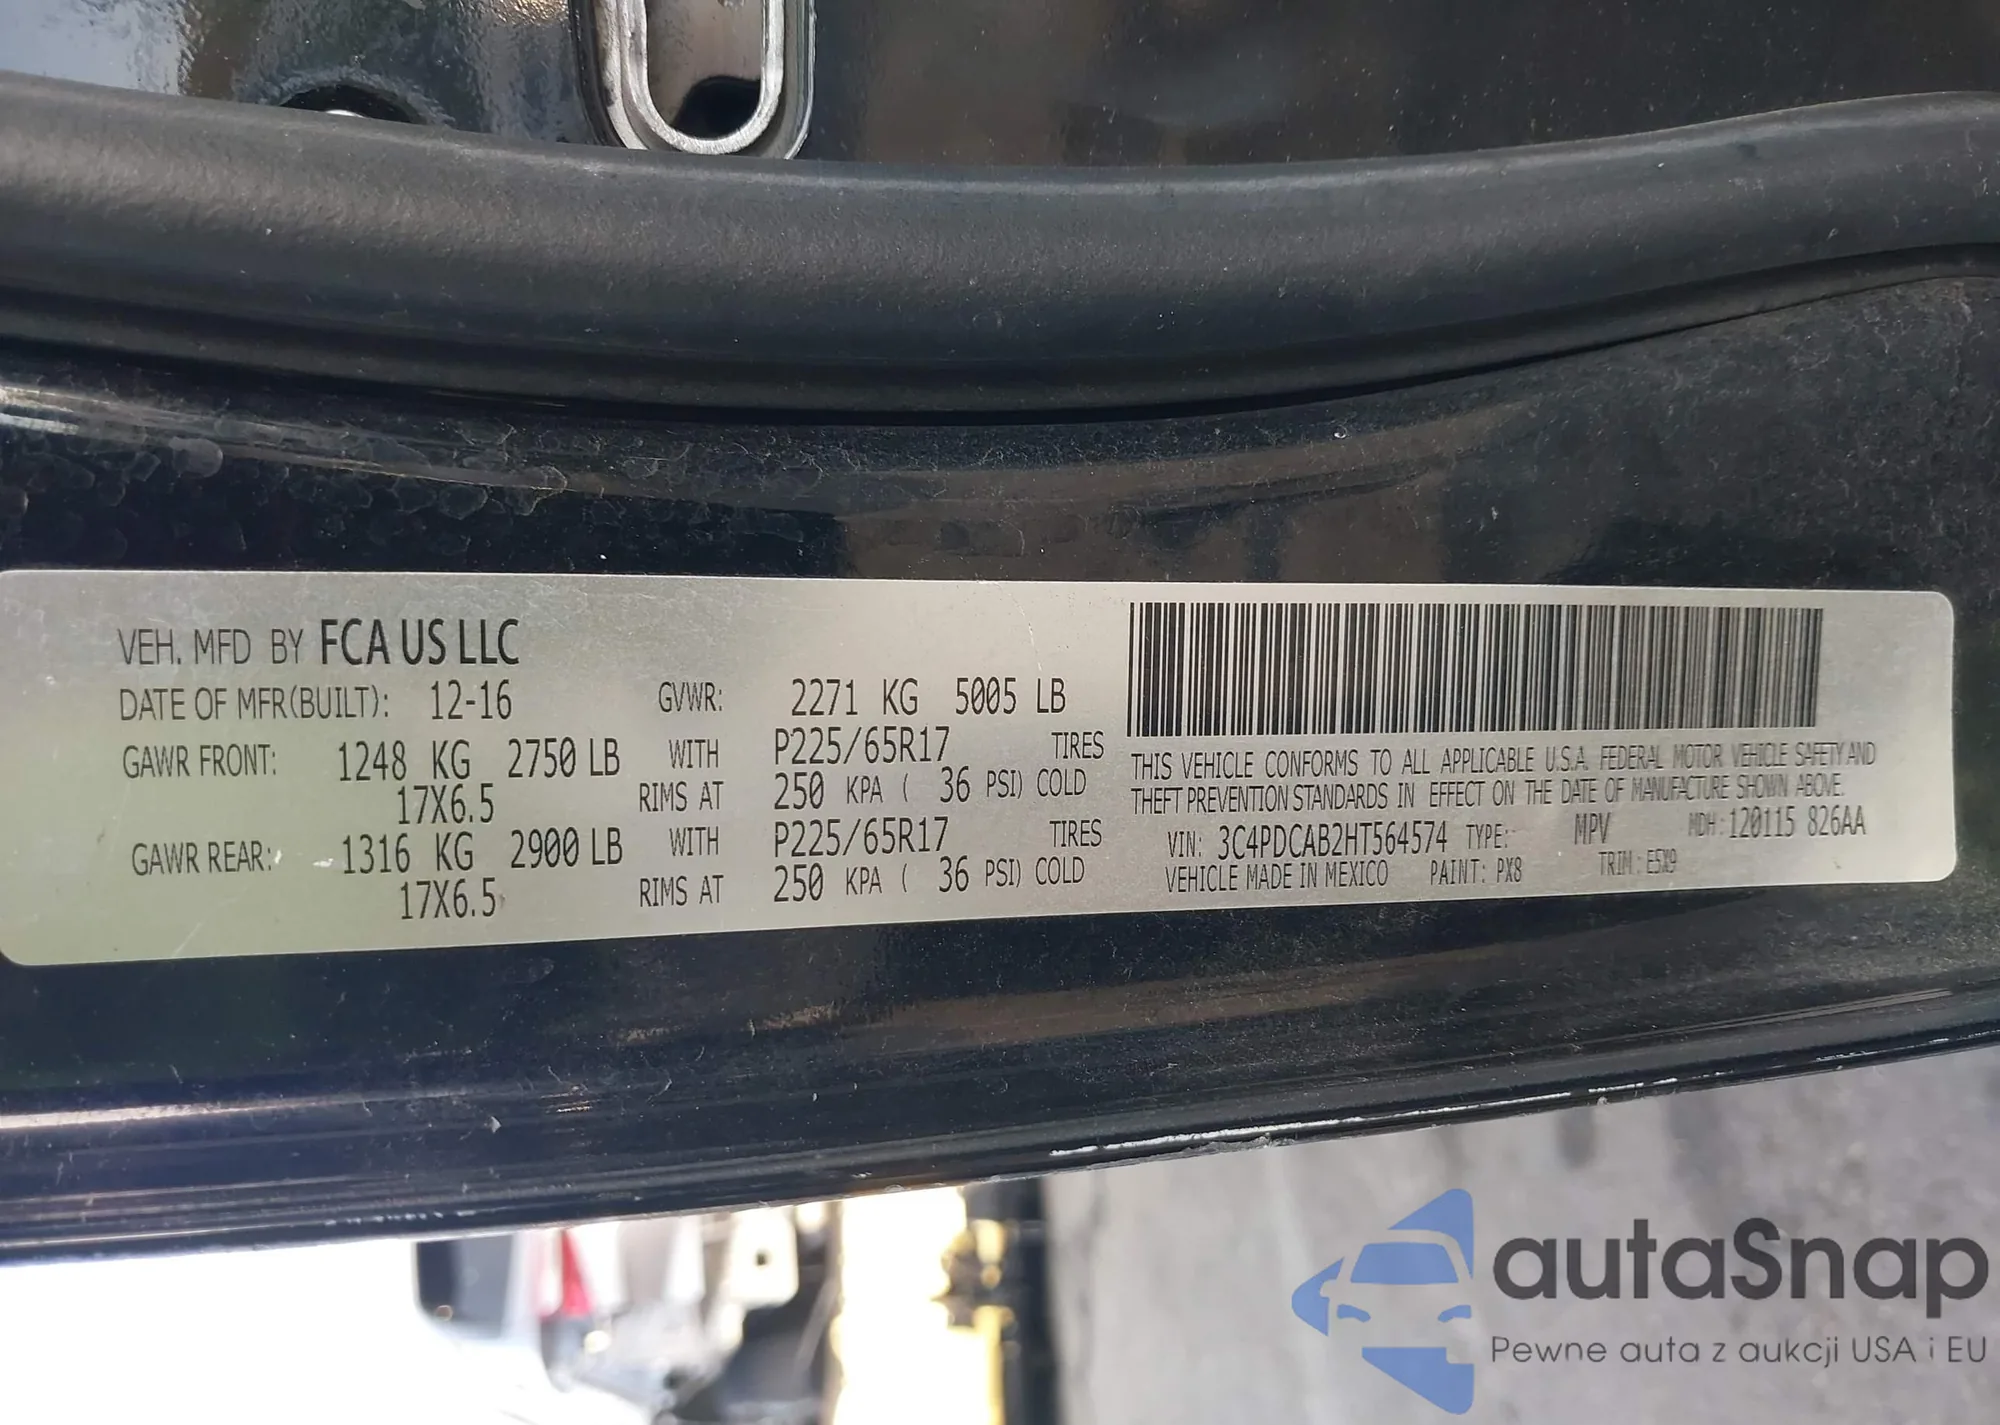 VEH. MFD BY FCA US LLC
DATE OF MFR(BUILT): 12-16 GVWR: 2271 KG 5005 LB
GAWR FRONT: 1248 KG 2750 LB WITH P225/65R17 TIRES
17X6.5 RIMS AT 250 KPA ( 36 PSI) COLD
GAWR REAR: 1316 KG 2900 LB WITH P225/65R17 TIRES
17X6.5 RIMS AT 250 KPA ( 36 PSI) COLD
THIS VEHICLE CONFORMS TO ALL APPLICABLE U.S.A. FEDERAL MOTOR VEHICLE SAFETY AND
THEFT PREVENTION STANDARDS IN EFFECT ON THE DATE OF MANUFACTURE SHOWN ABOVE.
VIN: 3C4PDCAB2HT564574 TYPE: MPV MDH: 120115 826AA
VEHICLE MADE IN MEXICO PAINT: PX8 TRIM: E5X9
autaSnap
Pewne auta z aukcji USA i EU